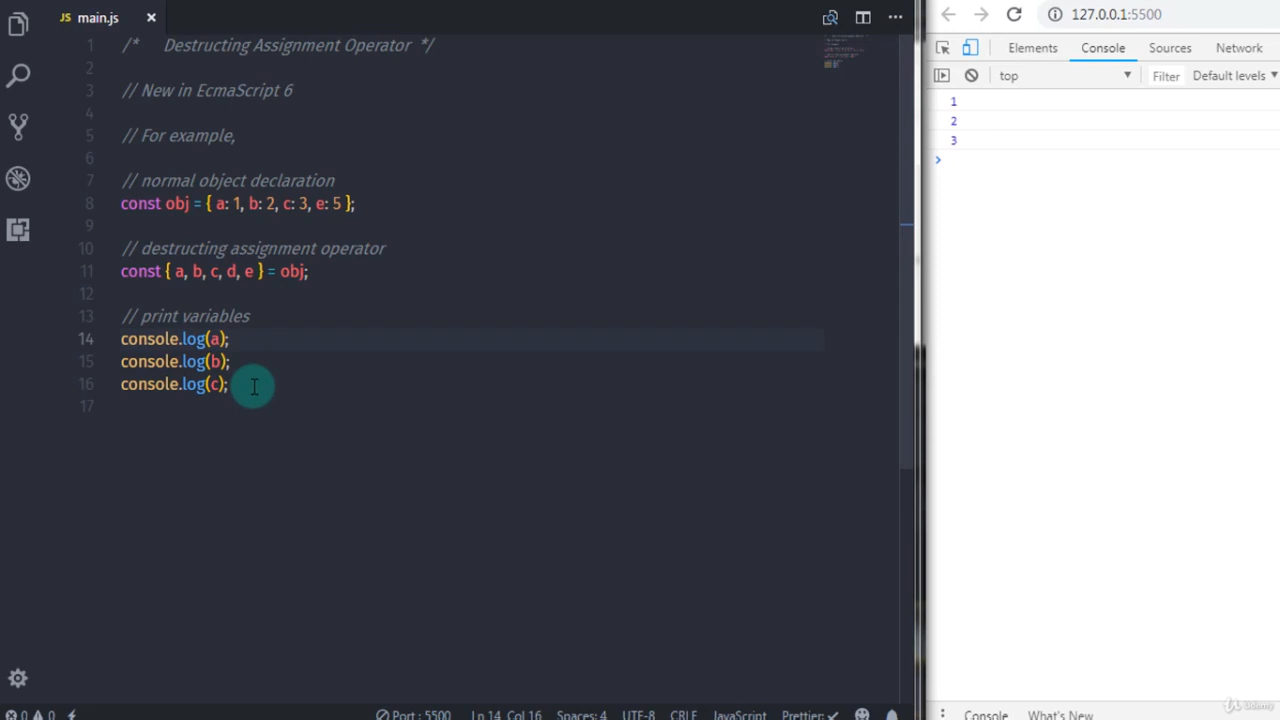 JS main.js
127.0.0.1:5500
Elements Console Sources Network
top Filter Default levels
1 /* Destructing Assignment Operator */
2
3 // New in EcmaScript 6
4
5 // For example,
6
7 // normal object declaration
8 const obj = { a: 1, b: 2, c: 3, e: 5 };
9
10 // destructing assignment operator
11 const { a, b, c, d, e } = obj;
12
13 // print variables
14 console.log(a);
15 console.log(b);
16 console.log(c);
17
1
2
3
0 0 Port : 5500 Ln 14, Col 16 Spaces: 4 UTF-8 CRLF JavaScript Prettier:
Console What's New
Udemy